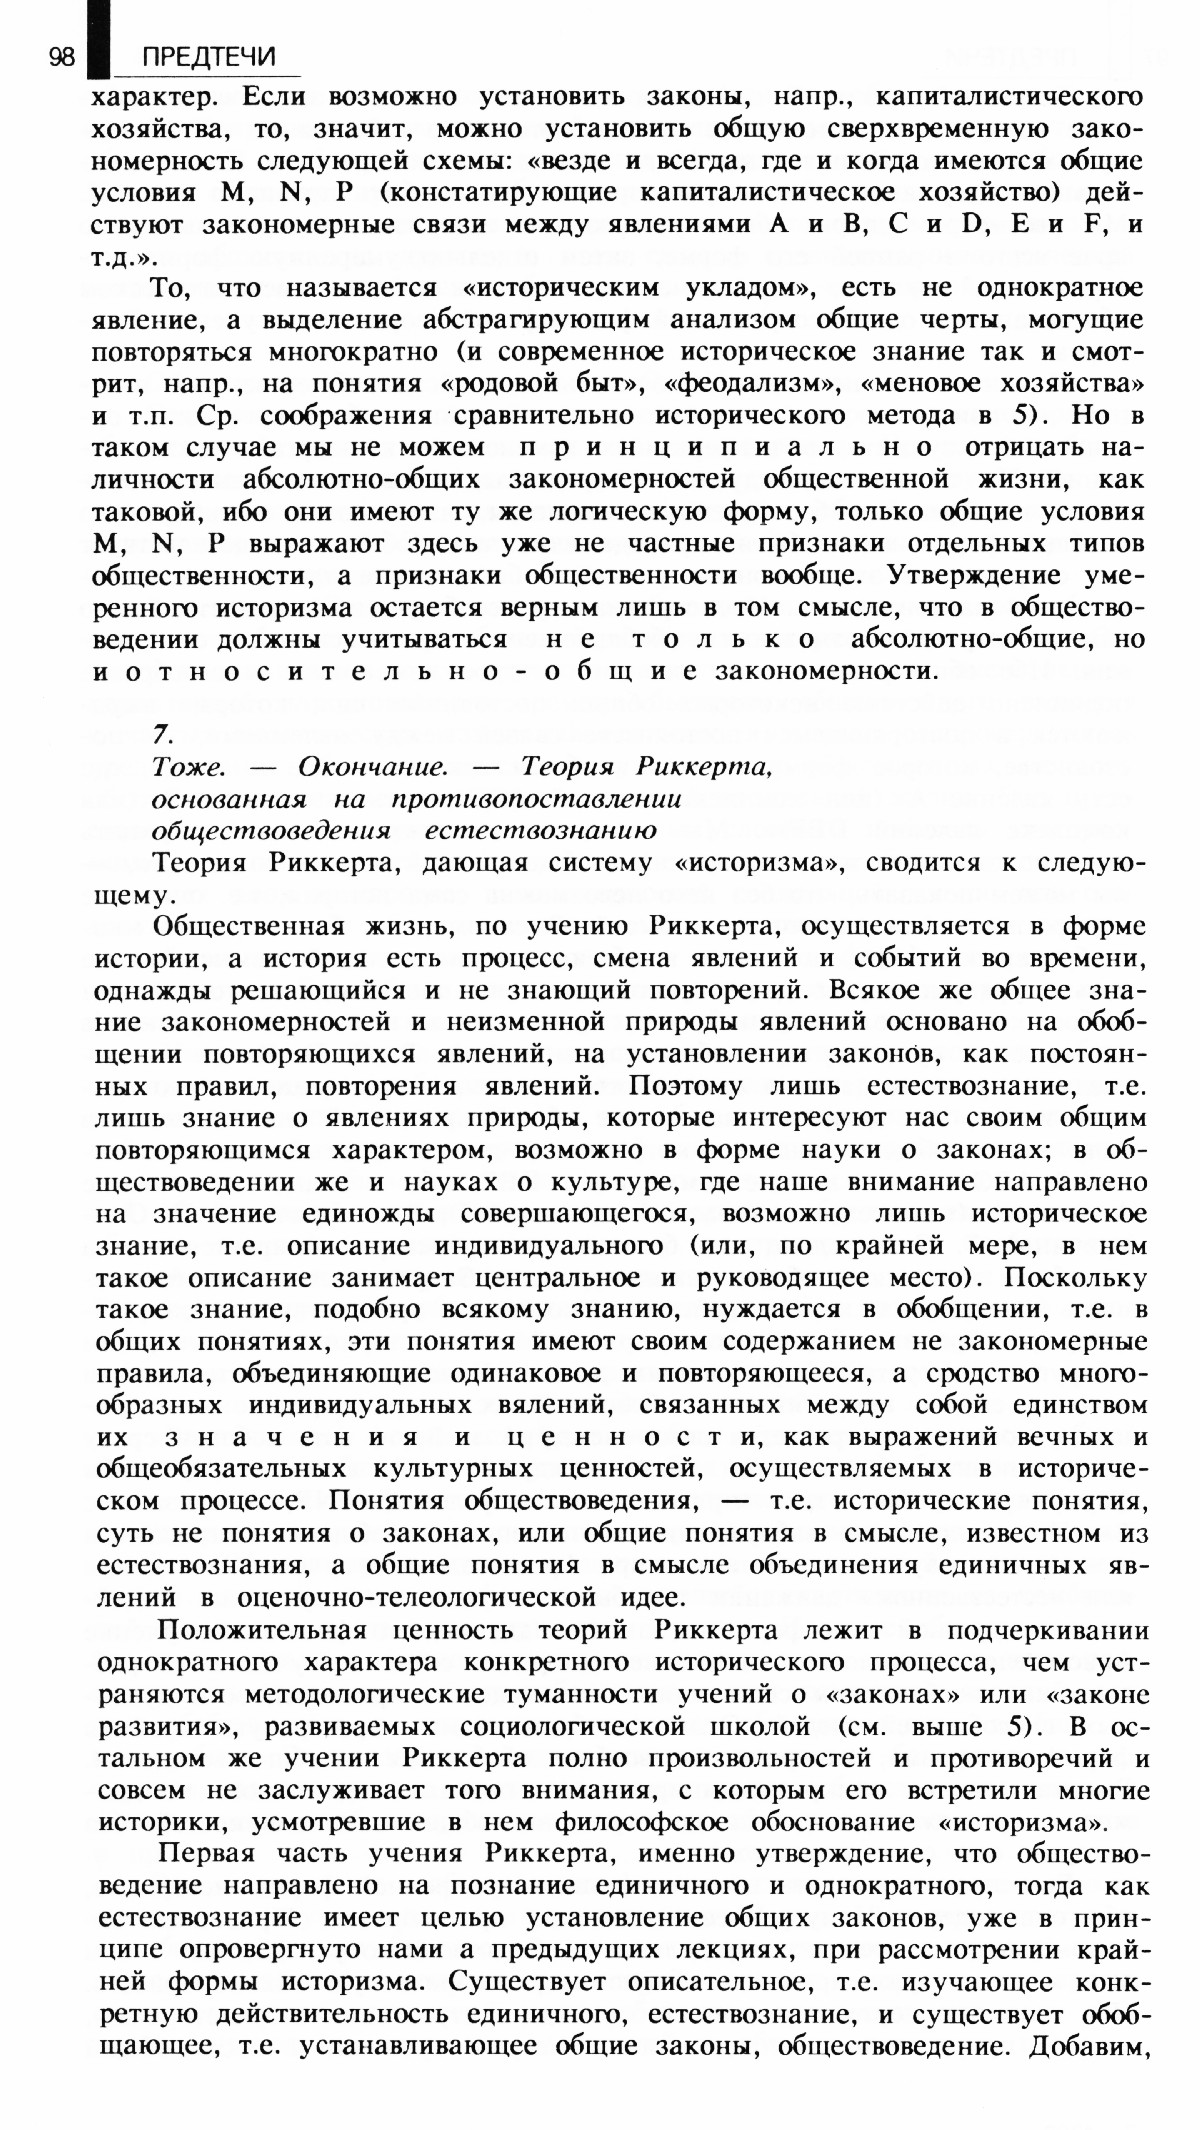 98 ПРЕДТЕЧИ
характер. Если возможно установить законы, напр., капиталистического
хозяйства, то, значит, можно установить общую сверхвременную зако-
номерность следующей схемы: «везде и всегда, где и когда имеются общие
условия M, N, P (констатирующие капиталистическое хозяйство) дей-
ствуют закономерные связи между явлениями A и B, C и D, E и F, и
т.д.».
То, что называется «историческим укладом», есть не однократное
явление, а выделение абстрагирующим анализом общие черты, могущие
повторяться многократно (и современное историческое знание так и смот-
рит, напр., на понятия «родовой быт», «феодализм», «меновое хозяйства»
и т.п. Ср. соображения сравнительно исторического метода в 5). Но в
таком случае мы не можем п р и н ц и п и а л ь н о отрицать на-
личности абсолютно-общих закономерностей общественной жизни, как
таковой, ибо они имеют ту же логическую форму, только общие условия
M, N, P выражают здесь уже не частные признаки отдельных типов
общественности, а признаки общественности вообще. Утверждение уме-
ренного историзма остается верным лишь в том смысле, что в общество-
ведении должны учитываться н е т о л ь к о абсолютно-общие, но
и о т н о с и т е л ь н о - о б щ и е закономерности.
7.
Тоже. — Окончание. — Теория Риккерта,
основанная на противопоставлении
обществоведения естествознанию
Теория Риккерта, дающая систему «историзма», сводится к следую-
щему.
Общественная жизнь, по учению Риккерта, осуществляется в форме
истории, а история есть процесс, смена явлений и событий во времени,
однажды решающийся и не знающий повторений. Всякое же общее зна-
ние закономерностей и неизменной природы явлений основано на обоб-
щении повторяющихся явлений, на установлении законов, как постоян-
ных правил, повторения явлений. Поэтому лишь естествознание, т.е.
лишь знание о явлениях природы, которые интересуют нас своим общим
повторяющимся характером, возможно в форме науки о законах; в об-
ществоведении же и науках о культуре, где наше внимание направлено
на значение единожды совершающегося, возможно лишь историческое
знание, т.е. описание индивидуального (или, по крайней мере, в нем
такое описание занимает центральное и руководящее место). Поскольку
такое знание, подобно всякому знанию, нуждается в обобщении, т.е. в
общих понятиях, эти понятия имеют своим содержанием не закономерные
правила, объединяющие одинаковое и повторяющееся, а сродство много-
образных индивидуальных вялений, связанных между собой единством
их з н а ч е н и я и ц е н н о с т и, как выражений вечных и
общеобязательных культурных ценностей, осуществляемых в историче-
ском процессе. Понятия обществоведения, — т.е. исторические понятия,
суть не понятия о законах, или общие понятия в смысле, известном из
естествознания, а общие понятия в смысле объединения единичных яв-
лений в оценочно-телеологической идее.
Положительная ценность теорий Риккерта лежит в подчеркивании
однократного характера конкретного исторического процесса, чем уст-
раняются методологические туманности учений о «законах» или «законе
развития», развиваемых социологической школой (см. выше 5). В ос-
тальном же учении Риккерта полно произвольностей и противоречий и
совсем не заслуживает того внимания, с которым его встретили многие
историки, усмотревшие в нем философское обоснование «историзма».
Первая часть учения Риккерта, именно утверждение, что общество-
ведение направлено на познание единичного и однократного, тогда как
естествознание имеет целью установление общих законов, уже в прин-
ципе опровергнуто нами а предыдущих лекциях, при рассмотрении край-
ней формы историзма. Существует описательное, т.е. изучающее конк-
ретную действительность единичного, естествознание, и существует обоб-
щающее, т.е. устанавливающее общие законы, обществоведение. Добавим,